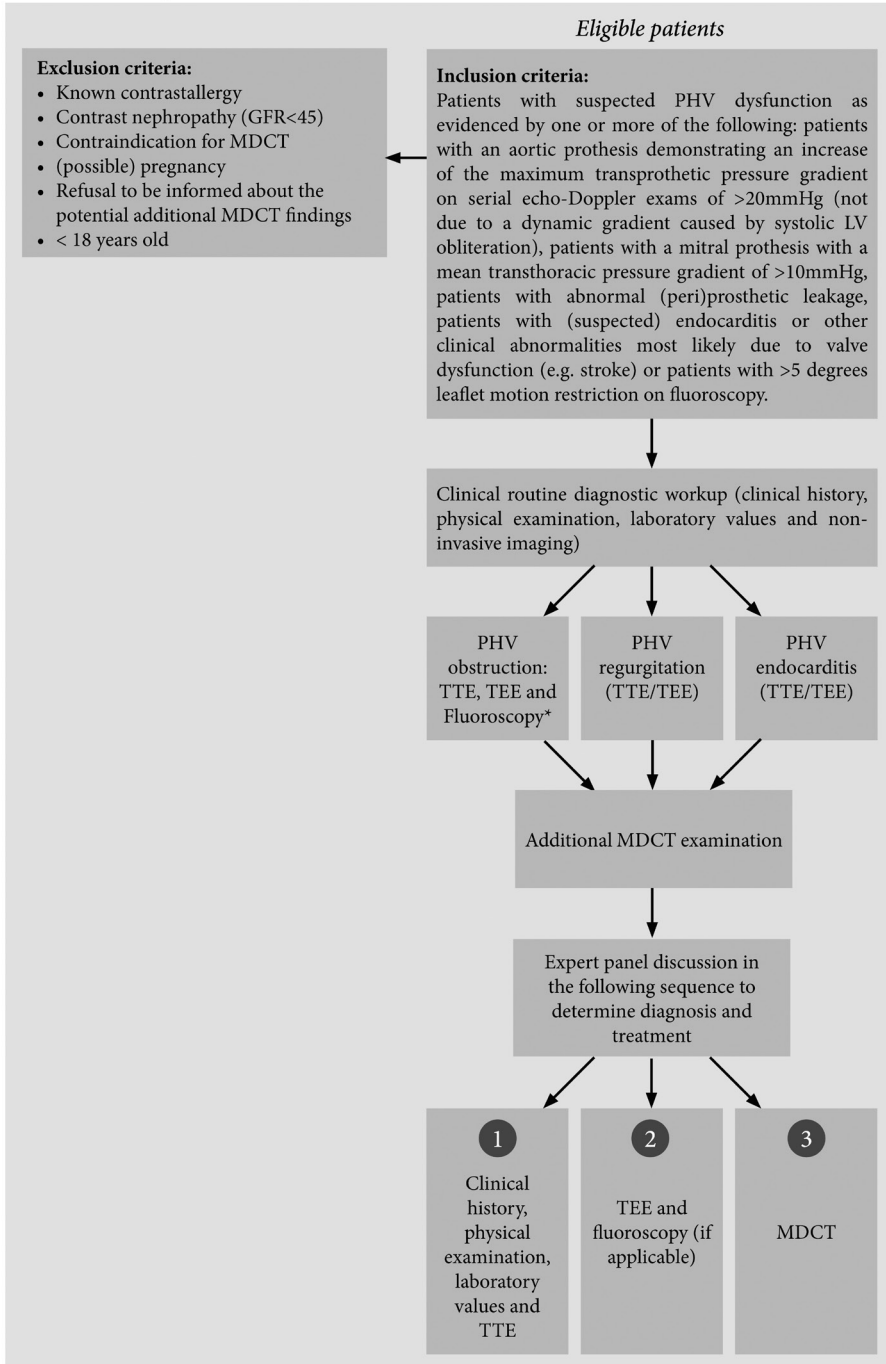 Eligible patients
Exclusion criteria:
• Known contrastallergy
• Contrast nephropathy (GFR<45)
• Contraindication for MDCT
• (possible) pregnancy
• Refusal to be informed about the
potential additional MDCT findings
• < 18 years old
Inclusion criteria:
Patients with suspected PHV dysfunction as
evidenced by one or more of the following: patients
with an aortic prothesis demonstrating an increase
of the maximum transprothetic pressure gradient
on serial echo-Doppler exams of >20mmHg (not
due to a dynamic gradient caused by systolic LV
obliteration), patients with a mitral prothesis with a
mean transthoracic pressure gradient of >10mmHg,
patients with abnormal (peri)prosthetic leakage,
patients with (suspected) endocarditis or other
clinical abnormalities most likely due to valve
dysfunction (e.g. stroke) or patients with >5 degrees
leaflet motion restriction on fluoroscopy.
Clinical routine diagnostic workup (clinical history,
physical examination, laboratory values and non-
invasive imaging)
PHV
obstruction:
TTE, TEE and
Fluoroscopy*
PHV
regurgitation
(TTE/TEE)
PHV
endocarditis
(TTE/TEE)
Additional MDCT examination
Expert panel discussion in
the following sequence to
determine diagnosis and
treatment
1
Clinical
history,
physical
examination,
laboratory
values and
TTE
2
TEE and
fluoroscopy (if
applicable)
3
MDCT